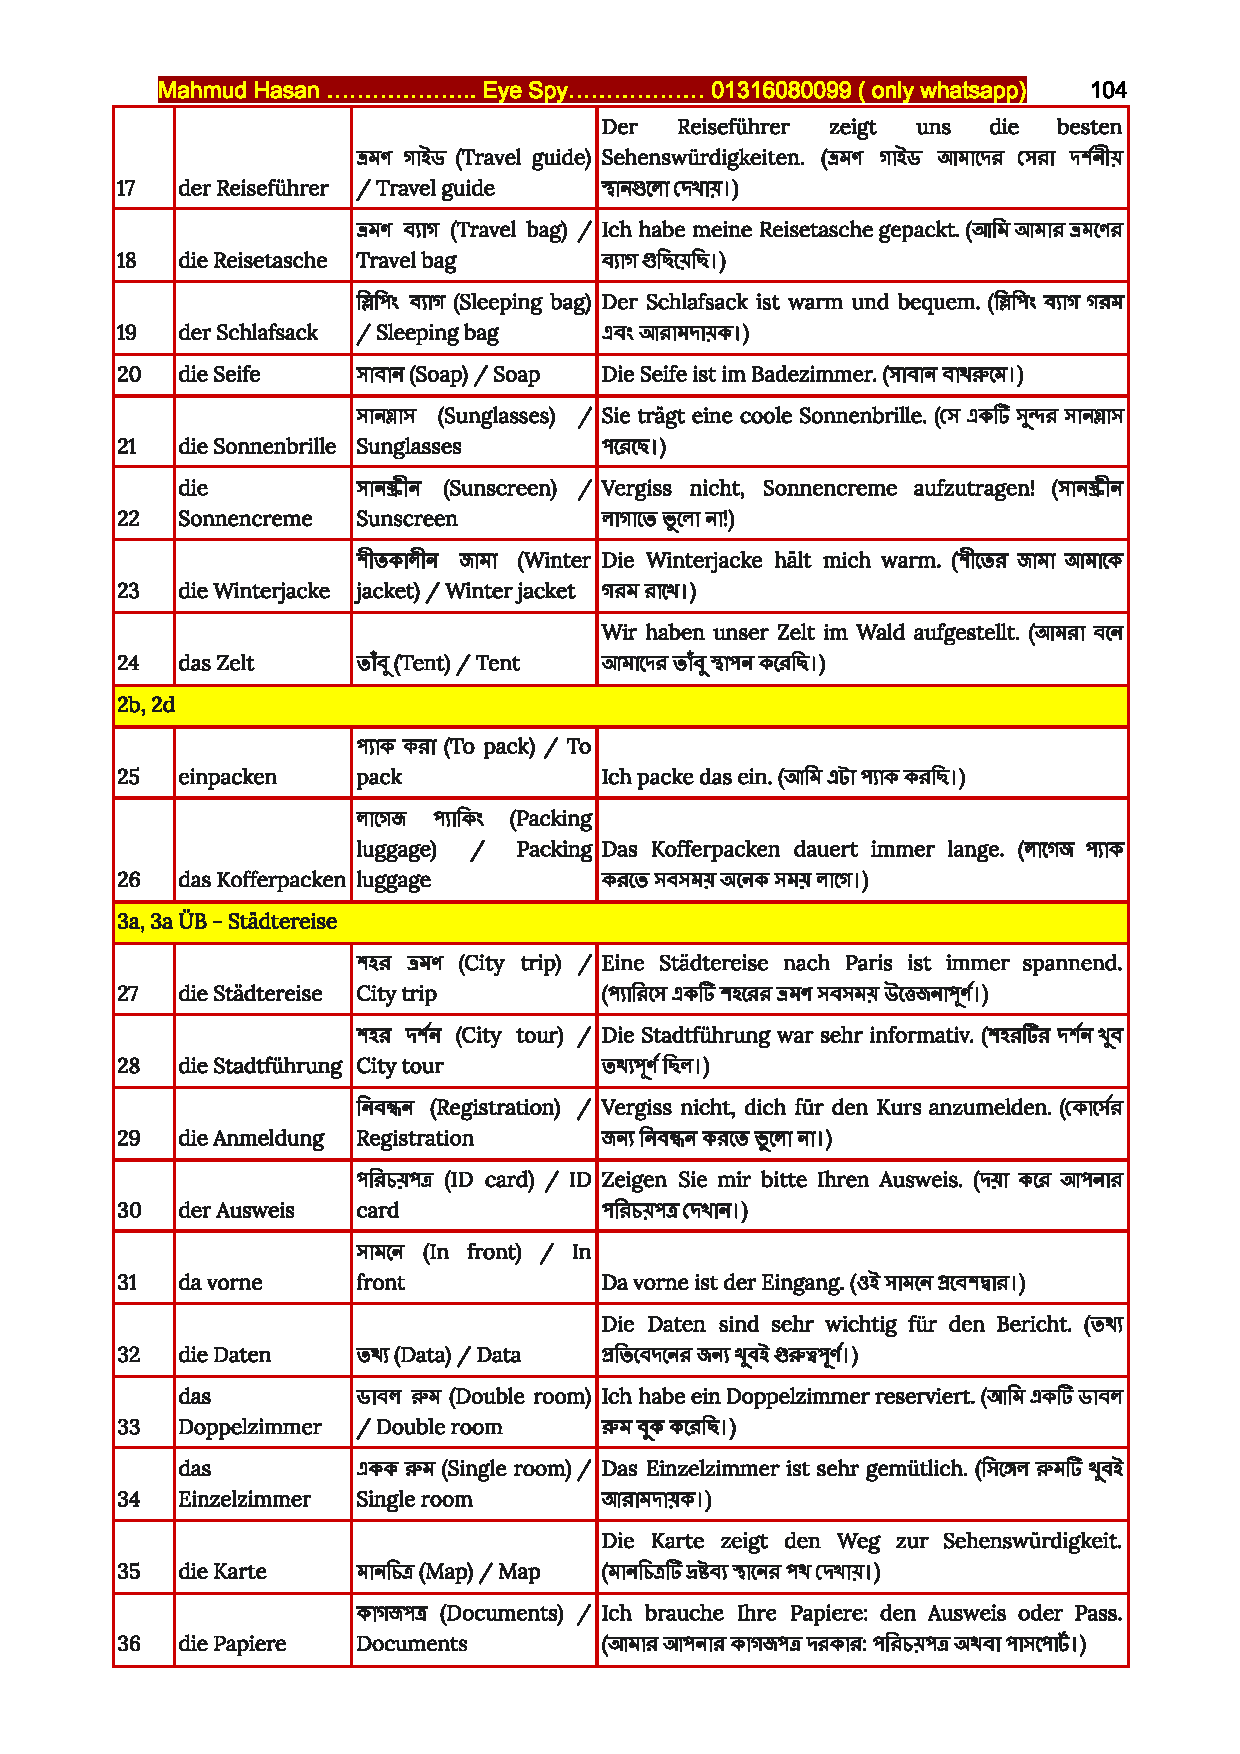 Mahmud Hasan ……………….. Eye Spy……………… 01316080099 ( only whatsapp) 104
Der Reiseführer zeigt uns die besten
ভ্রমণ গাইড (Travel guide) Sehenswürdigkeiten. (ভ্রমণ গাইড আমাদের সেরা দর্শনীয়
17 der Reiseführer / Travel guide স্থানগুলো দেখায়।)
ভ্রমণ ব্যাগ (Travel bag) / Ich habe meine Reisetasche gepackt. (আমি আমার ভ্রমণের
18 die Reisetasche Travel bag ব্যাগ গুছিয়েছি।)
স্লিপিং ব্যাগ (Sleeping bag) Der Schlafsack ist warm und bequem. (স্লিপিং ব্যাগ গরম
19 der Schlafsack / Sleeping bag এবং আরামদায়ক।)
20 die Seife সাবান (Soap) / Soap Die Seife ist im Badezimmer. (সাবান বাথরুমে।)
সানগ্লাস (Sunglasses) / Sie trägt eine coole Sonnenbrille. (সে একটি সুন্দর সানগ্লাস
21 die Sonnenbrille Sunglasses পরেছে।)
die সানস্ক্রীন (Sunscreen) / Vergiss nicht, Sonnencreme aufzutragen! (সানস্ক্রীন
22 Sonnencreme Sunscreen লাগাতে ভুলো না!)
শীতকালীন জামা (Winter Die Winterjacke hält mich warm. (শীতের জামা আমাকে
23 die Winterjacke jacket) / Winter jacket গরম রাখে।)
Wir haben unser Zelt im Wald aufgestellt. (আমরা বনে
24 das Zelt তাঁবু (Tent) / Tent আমাদের তাঁবু স্থাপন করেছি।)
2b, 2d
প্যাক করা (To pack) / To
25 einpacken pack Ich packe das ein. (আমি এটা প্যাক করছি।)
লাগেজ প্যাকিং (Packing
luggage) / Packing Das Kofferpacken dauert immer lange. (লাগেজ প্যাক
26 das Kofferpacken luggage করতে সবসময় অনেক সময় লাগে।)
3a, 3a ÜB - Städtereise
শহর ভ্রমণ (City trip) / Eine Städtereise nach Paris ist immer spannend.
27 die Städtereise City trip (প্যারিসে একটি শহরের ভ্রমণ সবসময় উত্তেজনাপূর্ণ।)
শহর দর্শন (City tour) / Die Stadtführung war sehr informativ. (শহরটির দর্শন খুব
28 die Stadtführung City tour তথ্যপূর্ণ ছিল।)
নিবন্ধন (Registration) / Vergiss nicht, dich für den Kurs anzumelden. (কোর্সের
29 die Anmeldung Registration জন্য নিবন্ধন করতে ভুলো না।)
পরিচয়পত্র (ID card) / ID Zeigen Sie mir bitte Ihren Ausweis. (দয়া করে আপনার
30 der Ausweis card পরিচয়পত্র দেখান।)
সামনে (In front) / In
31 da vorne front Da vorne ist der Eingang. (ওই সামনে প্রবেশদ্বার।)
Die Daten sind sehr wichtig für den Bericht. (তথ্য
32 die Daten তথ্য (Data) / Data প্রতিবেদনের জন্য খুবই গুরুত্বপূর্ণ।)
das ডাবল রুম (Double room) Ich habe ein Doppelzimmer reserviert. (আমি একটি ডাবল
33 Doppelzimmer / Double room রুম বুক করেছি।)
das একক রুম (Single room) / Das Einzelzimmer ist sehr gemütlich. (সিঙ্গেল রুমটি খুবই
34 Einzelzimmer Single room আরামদায়ক।)
Die Karte zeigt den Weg zur Sehenswürdigkeit.
35 die Karte মানচিত্র (Map) / Map (মানচিত্রটি দ্রষ্টব্য স্থানের পথ দেখায়।)
কাগজপত্র (Documents) / Ich brauche Ihre Papiere: den Ausweis oder Pass.
36 die Papiere Documents (আমার আপনার কাগজপত্র দরকার: পরিচয়পত্র অথবা পাসপোর্ট।)